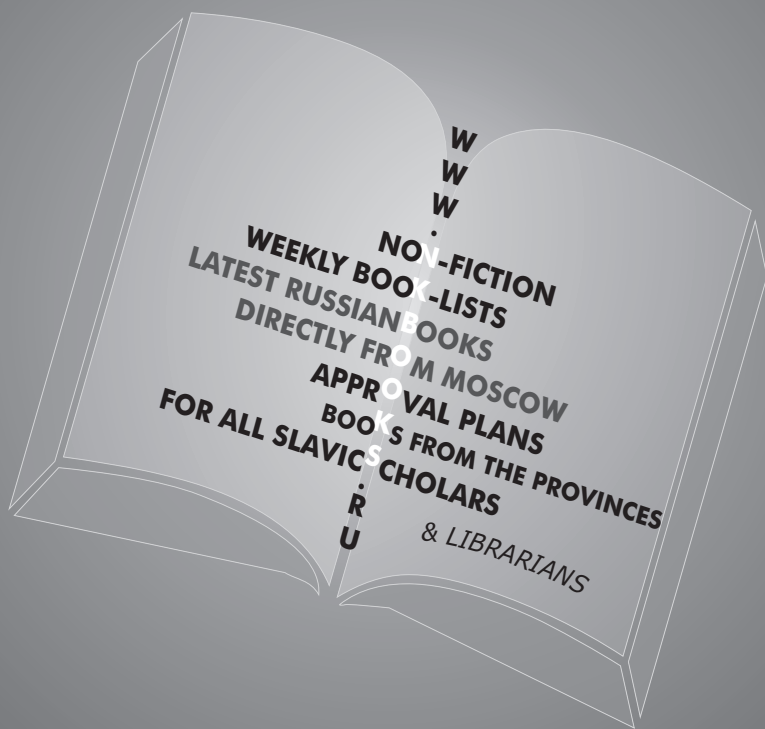 W
W
W
.
NON-FICTION
WEEKLY BOOK-LISTS
LATEST RUSSIAN BOOKS
DIRECTLY FROM MOSCOW
APPROVAL PLANS
BOOKS FROM THE PROVINCES
FOR ALL SLAVIC SCHOLARS
.
R
U
& LIBRARIANS